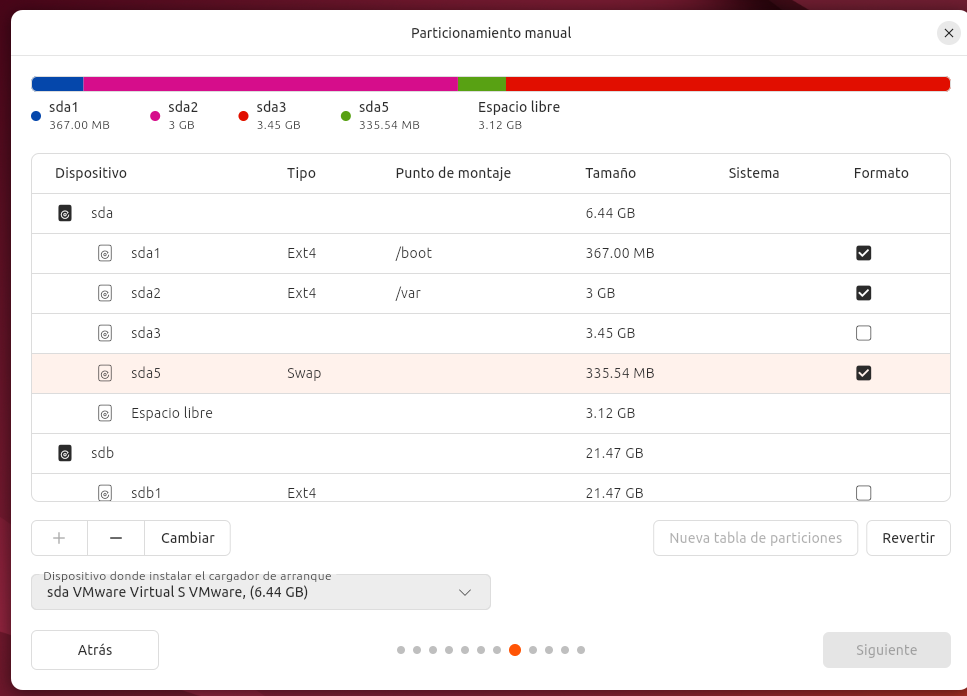 Particionamiento manual
sda1 sda2 sda3 sda5 Espacio libre
367.00 MB 3 GB 3.45 GB 335.54 MB 3.12 GB
Dispositivo Tipo Punto de montaje Tamaño Sistema Formato
sda 6.44 GB
sda1 Ext4 /boot 367.00 MB
sda2 Ext4 /var 3 GB
sda3 3.45 GB
sda5 Swap 335.54 MB
Espacio libre 3.12 GB
sdb 21.47 GB
sdb1 Ext4 21.47 GB
+ − Cambiar Nueva tabla de particiones Revertir
Dispositivo donde instalar el cargador de arranque
sda VMware Virtual S VMware, (6.44 GB)
Atrás Siguiente